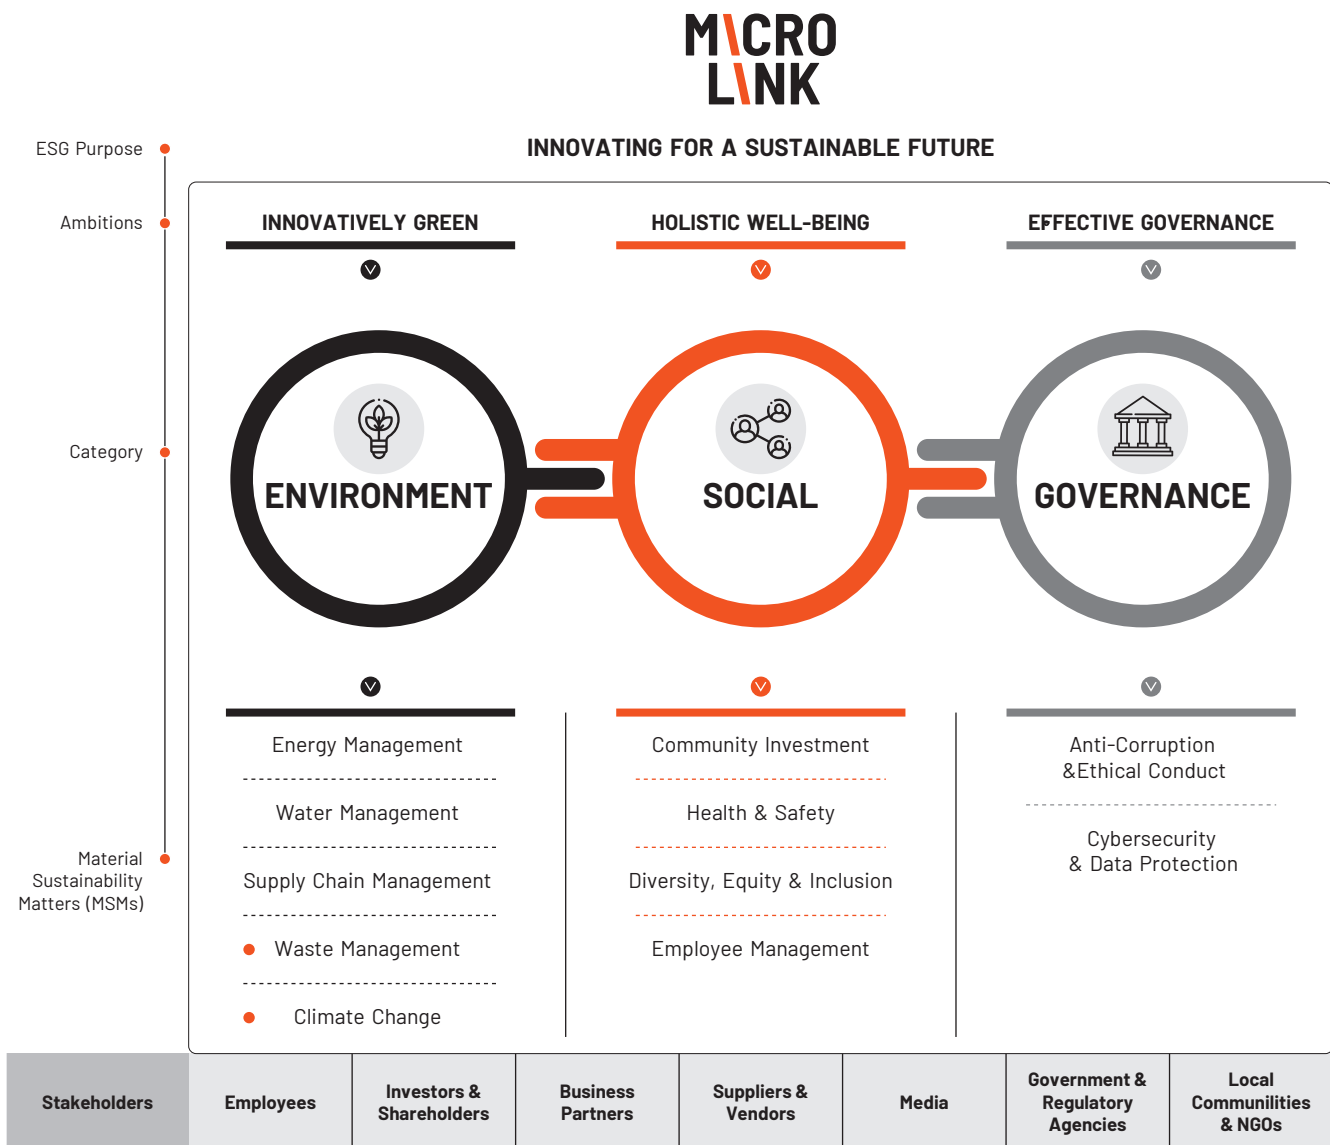 MICRO
LINK
INNOVATING FOR A SUSTAINABLE FUTURE
ESG Purpose
Ambitions
Category
Material
Sustainability
Matters (MSMs)
INNOVATIVELY GREEN
HOLISTIC WELL-BEING
EFFECTIVE GOVERNANCE
ENVIRONMENT
SOCIAL
GOVERNANCE
Energy Management
Water Management
Supply Chain Management
Waste Management
Climate Change
Community Investment
Health & Safety
Diversity, Equity & Inclusion
Employee Management
Anti-Corruption
&Ethical Conduct
Cybersecurity
& Data Protection
Stakeholders
Employees
Investors &
Shareholders
Business
Partners
Suppliers &
Vendors
Media
Government &
Regulatory
Agencies
Local
Communilities
& NGOs